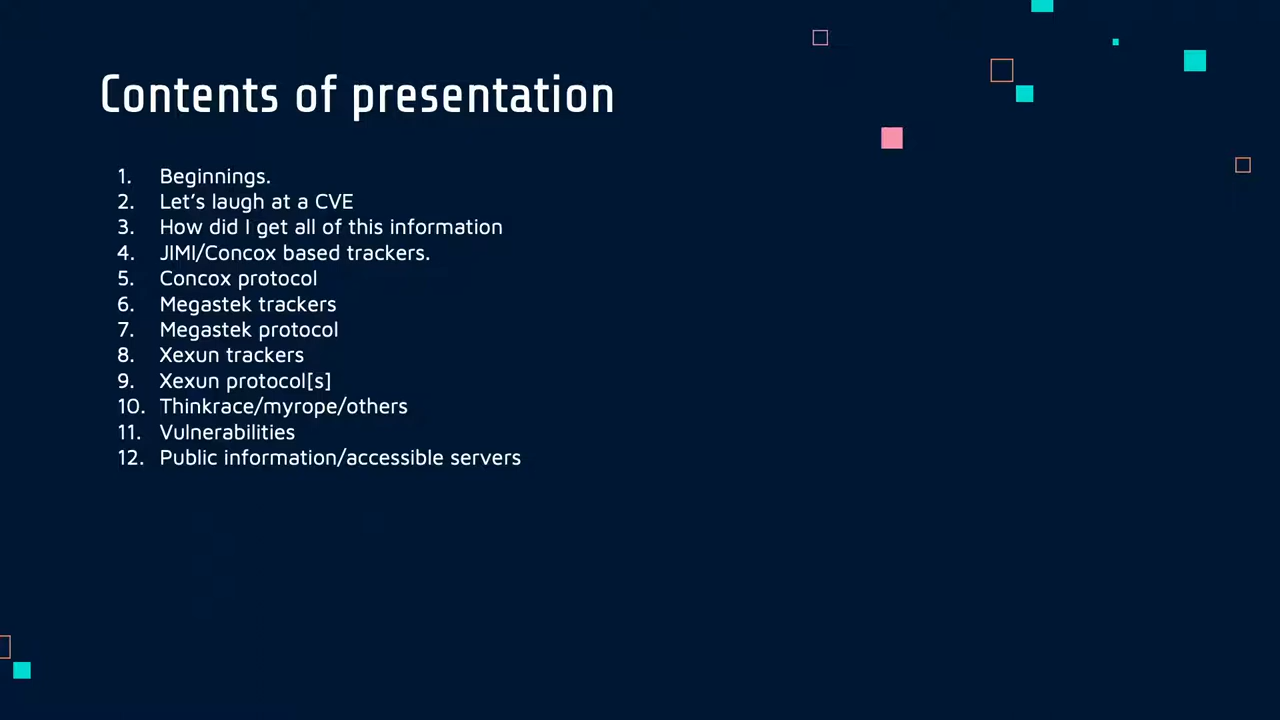 Contents of presentation
1. Beginnings.
2. Let's laugh at a CVE
3. How did I get all of this information
4. JIMI/Concox based trackers.
5. Concox protocol
6. Megastek trackers
7. Megastek protocol
8. Xexun trackers
9. Xexun protocol[s]
10. Thinkrace/myrope/others
11. Vulnerabilities
12. Public information/accessible servers